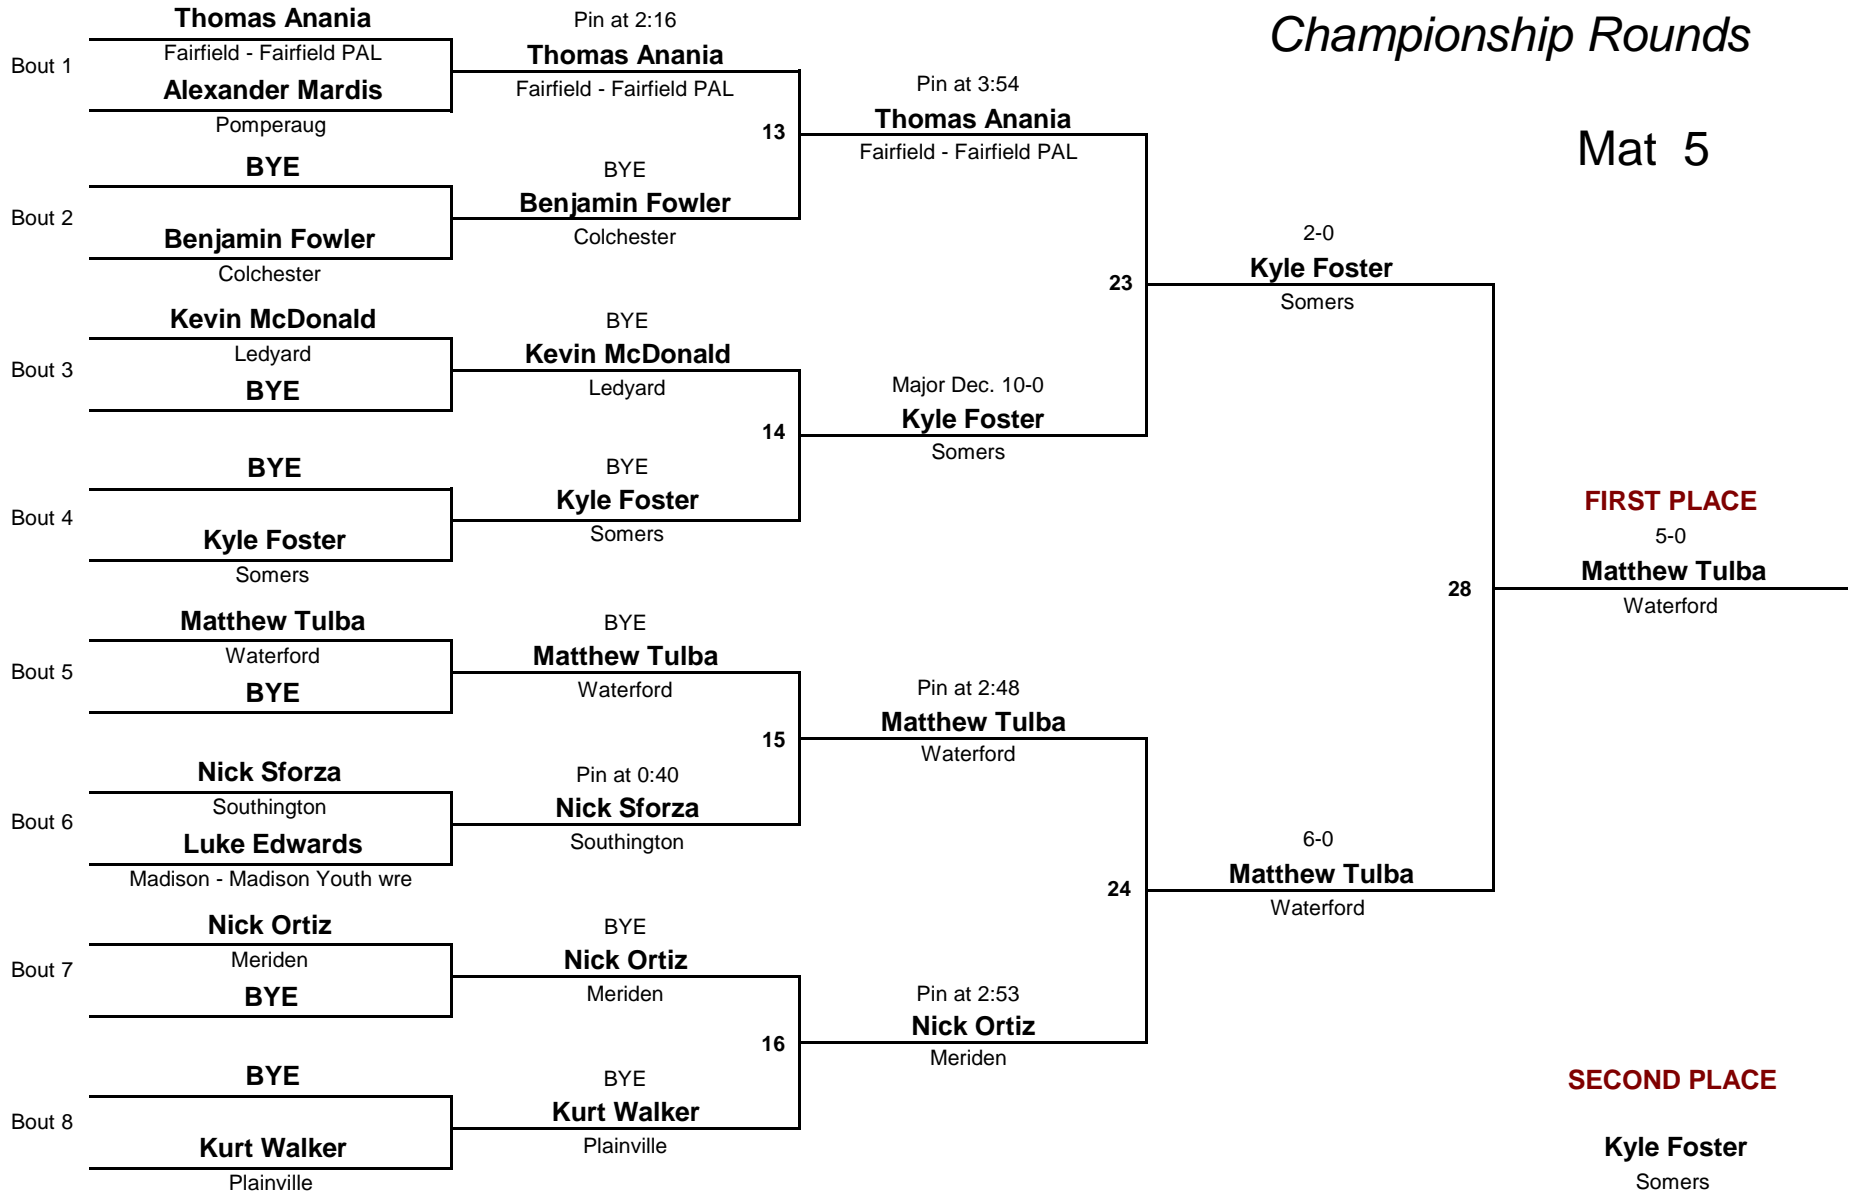 Championship Rounds
Mat 5
Bout 1
Thomas Anania
Fairfield - Fairfield PAL
Alexander Mardis
Pomperaug
Bout 2
BYE
Benjamin Fowler
Colchester
Bout 3
Kevin McDonald
Ledyard
BYE
Bout 4
BYE
Kyle Foster
Somers
Bout 5
Matthew Tulba
Waterford
BYE
Bout 6
Nick Sforza
Southington
Luke Edwards
Madison - Madison Youth wre
Bout 7
Nick Ortiz
Meriden
BYE
Bout 8
BYE
Kurt Walker
Plainville
Pin at 2:16
Thomas Anania
Fairfield - Fairfield PAL
13
BYE
Benjamin Fowler
Colchester
BYE
Kevin McDonald
Ledyard
14
BYE
Kyle Foster
Somers
BYE
Matthew Tulba
Waterford
15
Pin at 0:40
Nick Sforza
Southington
BYE
Nick Ortiz
Meriden
16
BYE
Kurt Walker
Plainville
Pin at 3:54
Thomas Anania
Fairfield - Fairfield PAL
23
Major Dec. 10-0
Kyle Foster
Somers
Pin at 2:48
Matthew Tulba
Waterford
24
Pin at 2:53
Nick Ortiz
Meriden
2-0
Kyle Foster
Somers
28
6-0
Matthew Tulba
Waterford
FIRST PLACE
5-0
Matthew Tulba
Waterford
SECOND PLACE
Kyle Foster
Somers